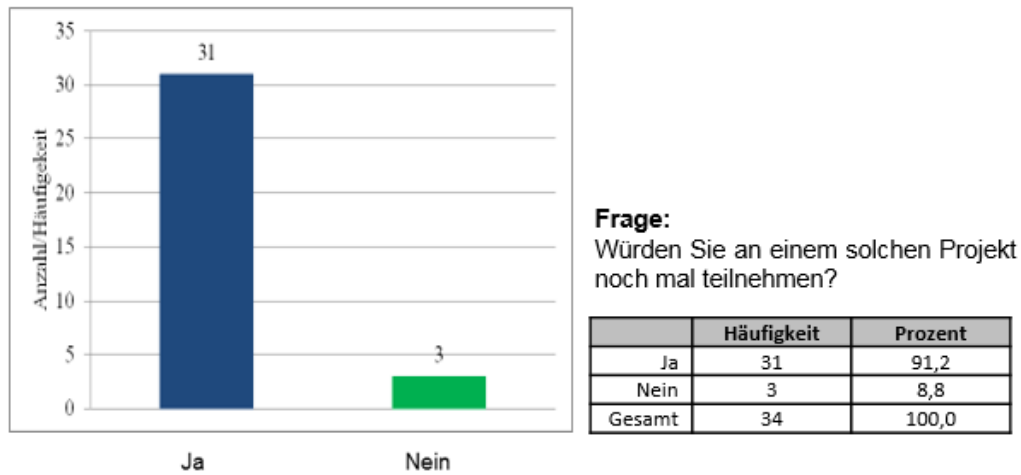 35
31
30
25
20
15
10
5
3
0
Anzahl/Häufigekeit
Ja Nein
Frage:
Würden Sie an einem solchen Projekt
noch mal teilnehmen?
Häufigkeit Prozent
Ja 31 91,2
Nein 3 8,8
Gesamt 34 100,0